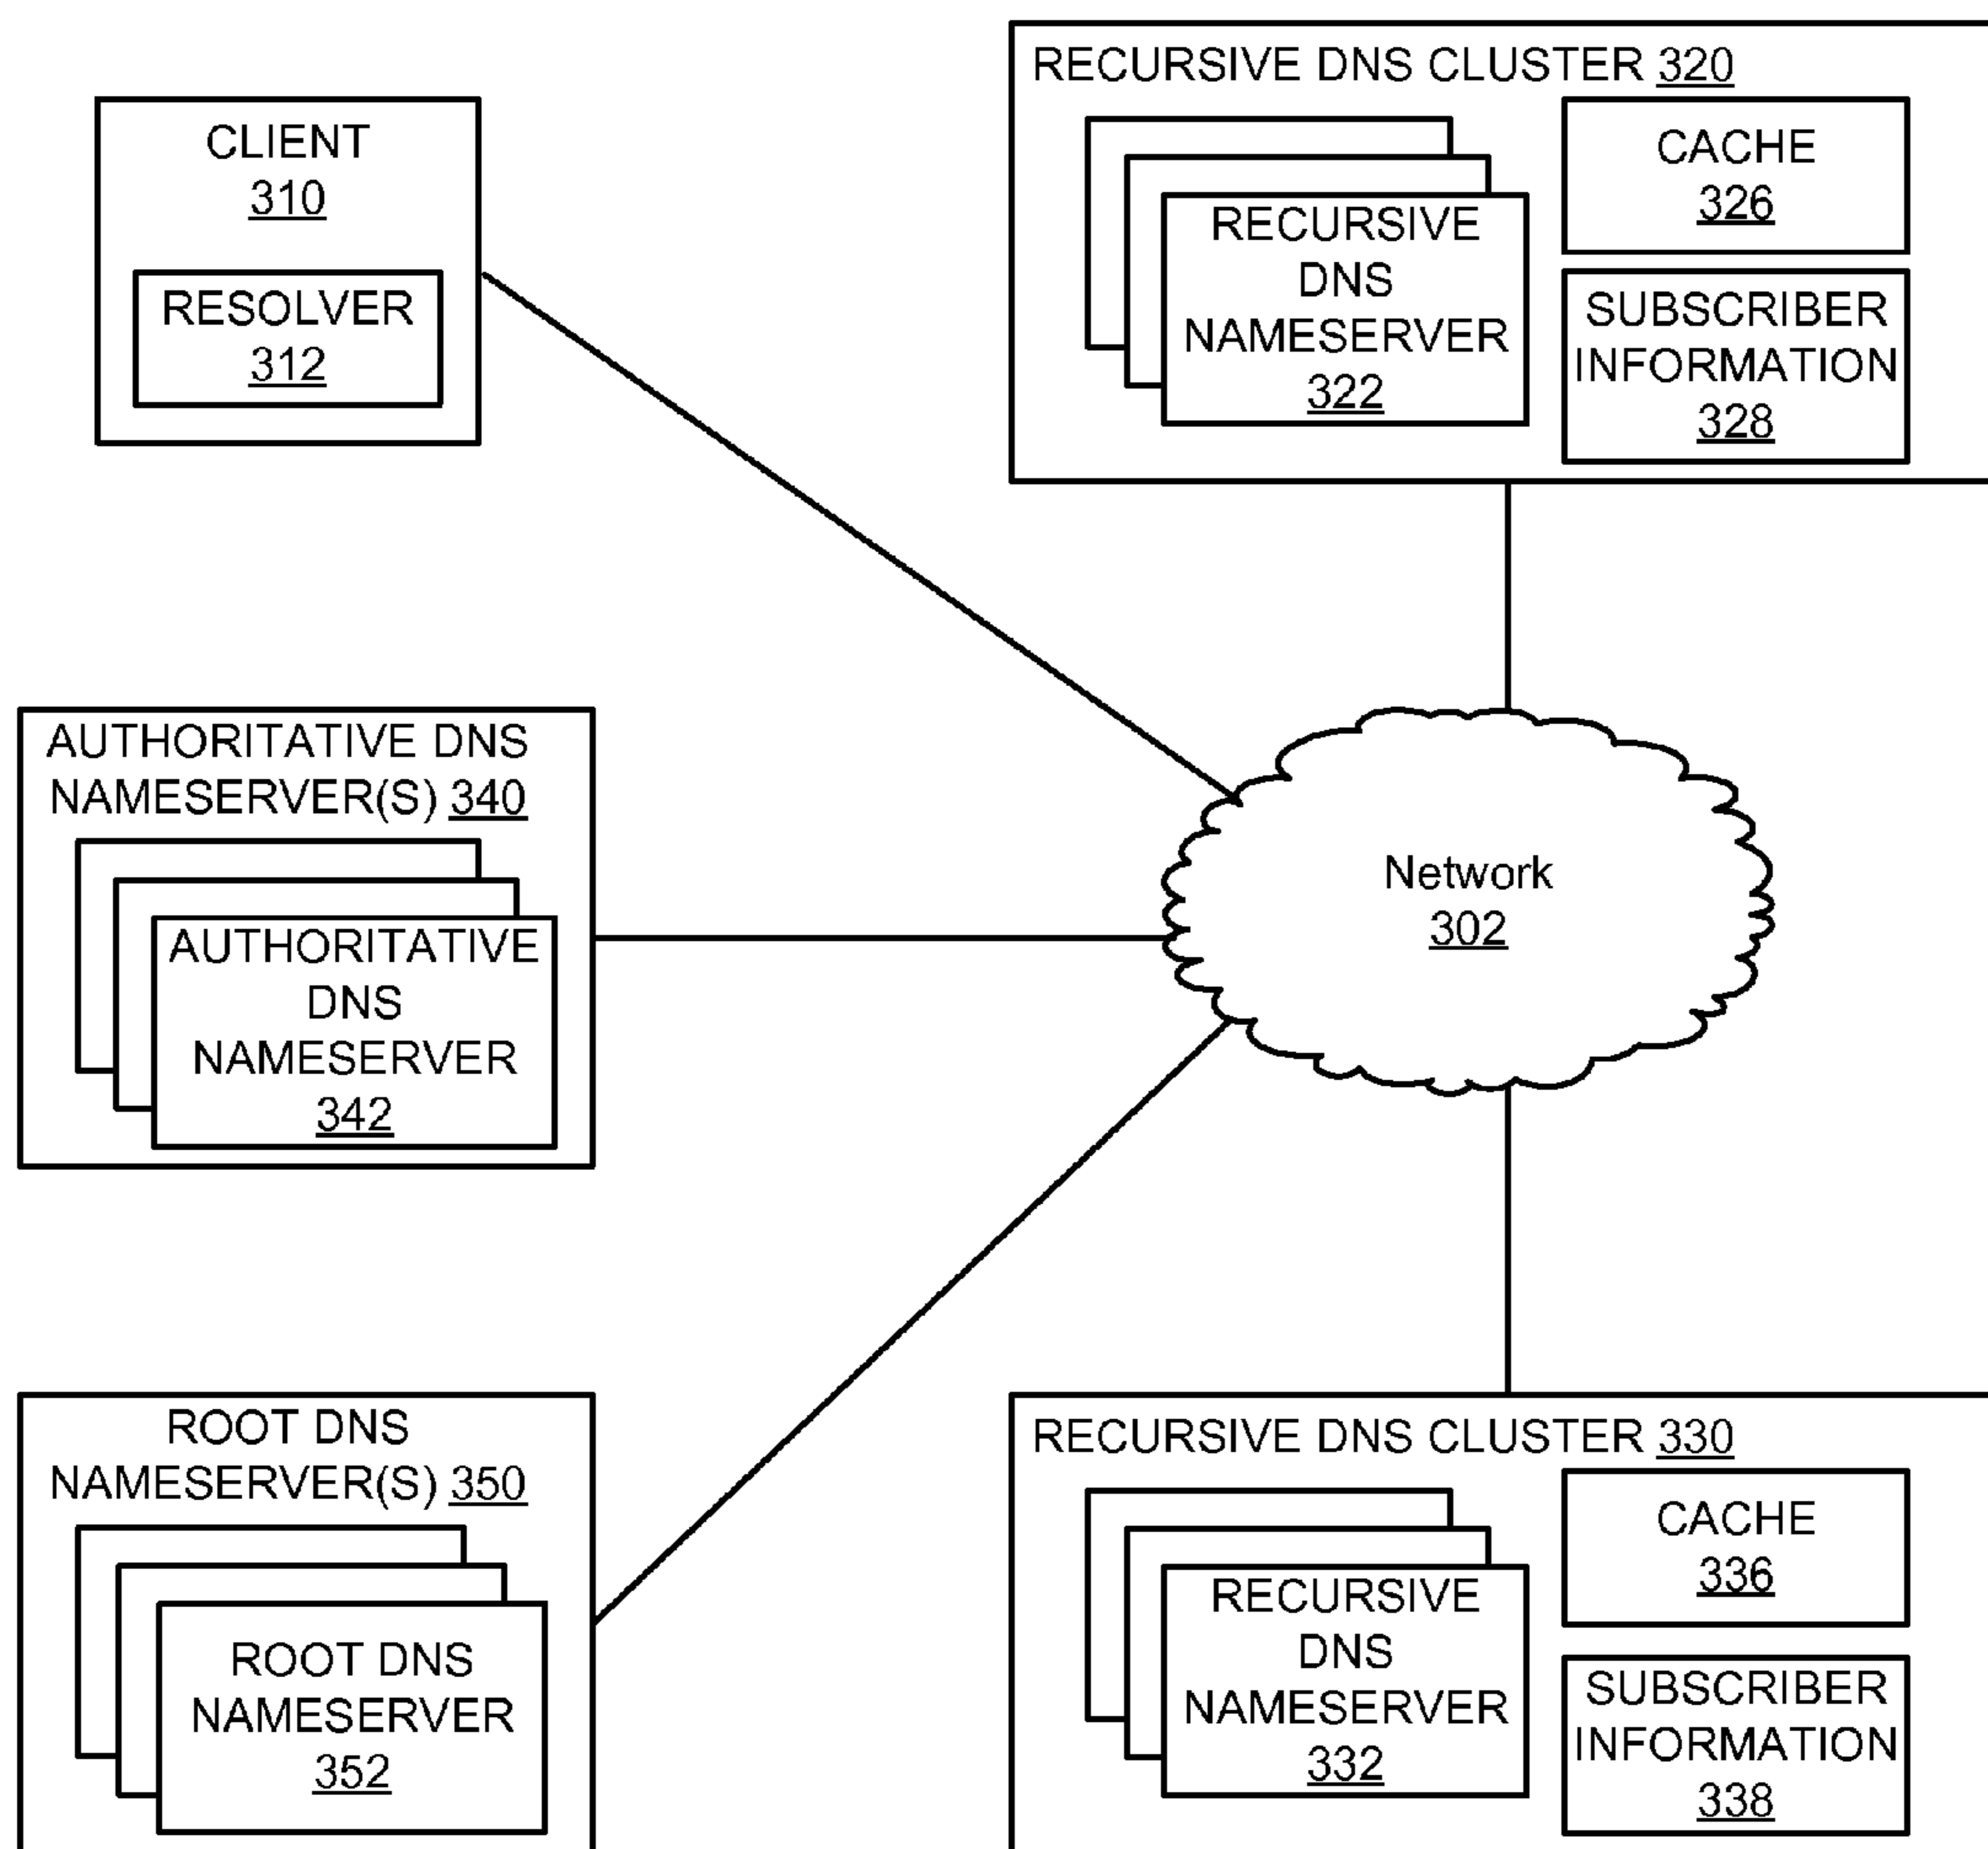 CLIENT
310
RESOLVER
312
RECURSIVE DNS CLUSTER 320
RECURSIVE
DNS
NAMESERVER
322
CACHE
326
SUBSCRIBER
INFORMATION
328
AUTHORITATIVE DNS
NAMESERVER(S) 340
AUTHORITATIVE
DNS
NAMESERVER
342
Network
302
ROOT DNS
NAMESERVER(S) 350
ROOT DNS
NAMESERVER
352
RECURSIVE DNS CLUSTER 330
RECURSIVE
DNS
NAMESERVER
332
CACHE
336
SUBSCRIBER
INFORMATION
338